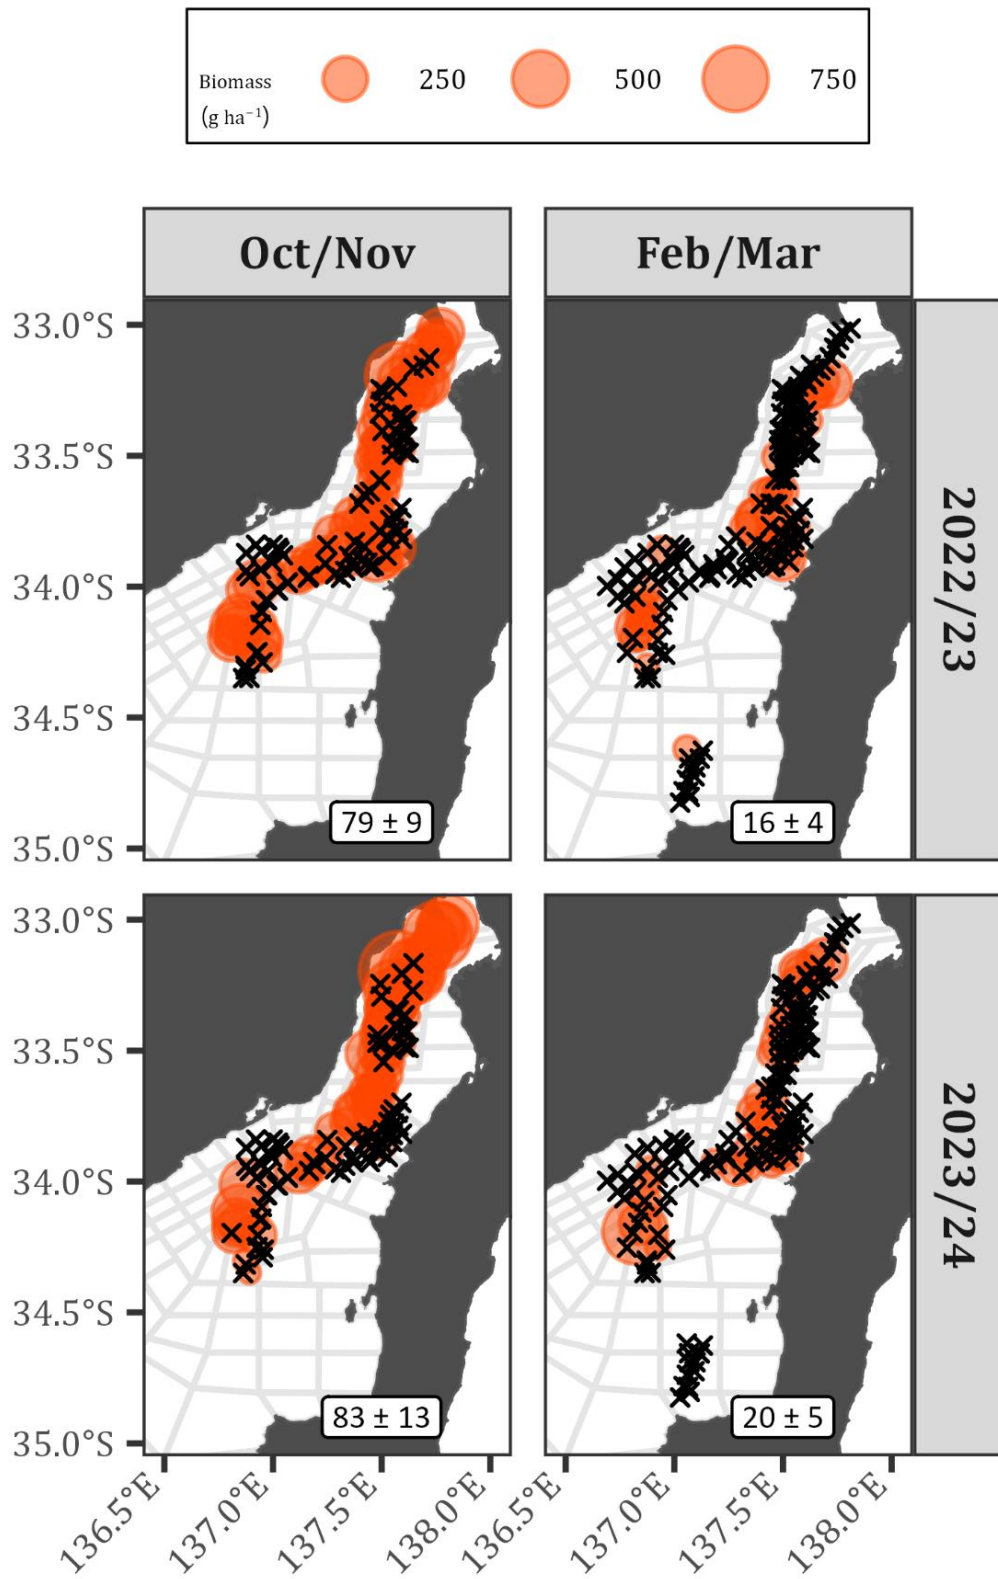 Biomass
(g ha⁻¹)
250
500
750
Oct/Nov
Feb/Mar
33.0°S
33.5°S
34.0°S
34.5°S
35.0°S
79 ± 9
16 ± 4
2022/23
33.0°S
33.5°S
34.0°S
34.5°S
35.0°S
83 ± 13
20 ± 5
2023/24
136.5°E
137.0°E
137.5°E
138.0°E
136.5°E
137.0°E
137.5°E
138.0°E